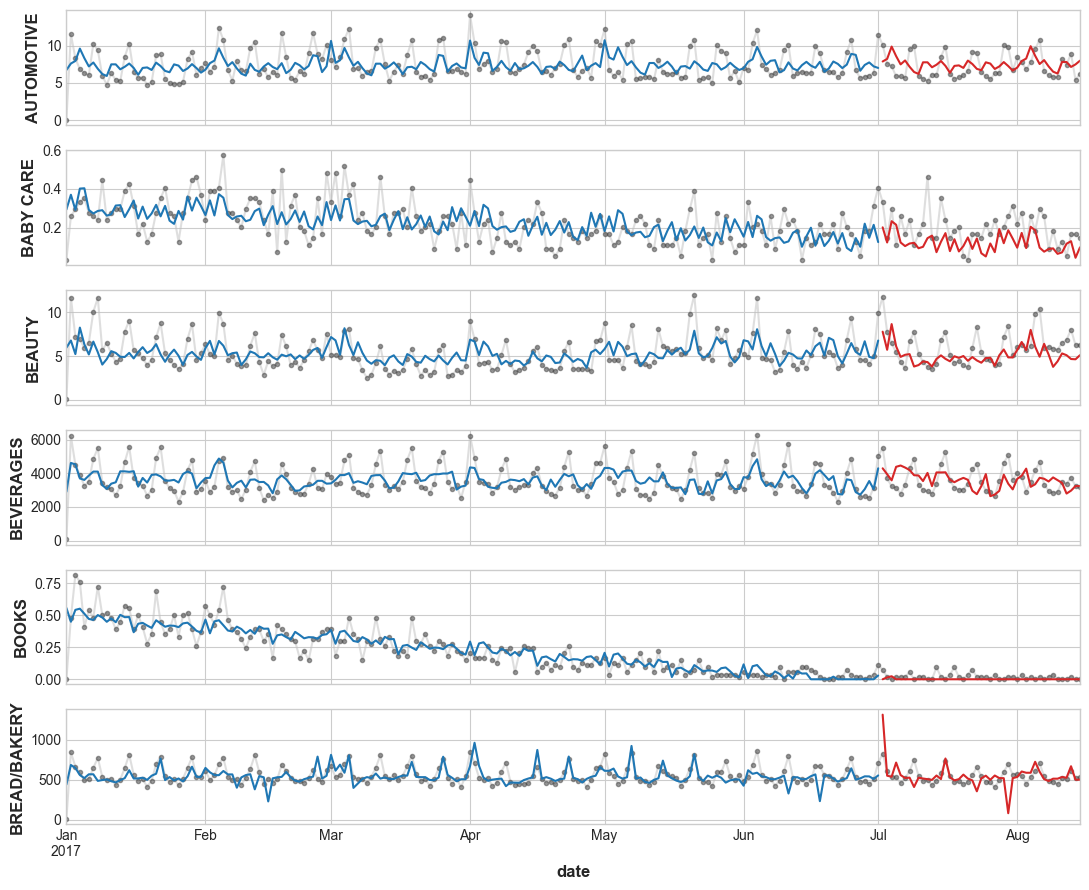 AUTOMOTIVE
10
5
0
BABY CARE
0.6
0.4
0.2
BEAUTY
10
5
0
BEVERAGES
6000
4000
2000
0
BOOKS
0.75
0.50
0.25
0.00
BREAD/BAKERY
1000
500
0
Jan Feb Mar Apr May Jun Jul Aug
2017
date